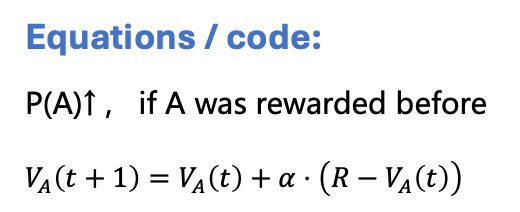 Equations / code:
P(A)↑ , if A was rewarded before
V_A(t + 1) = V_A(t) + α · (R − V_A(t))